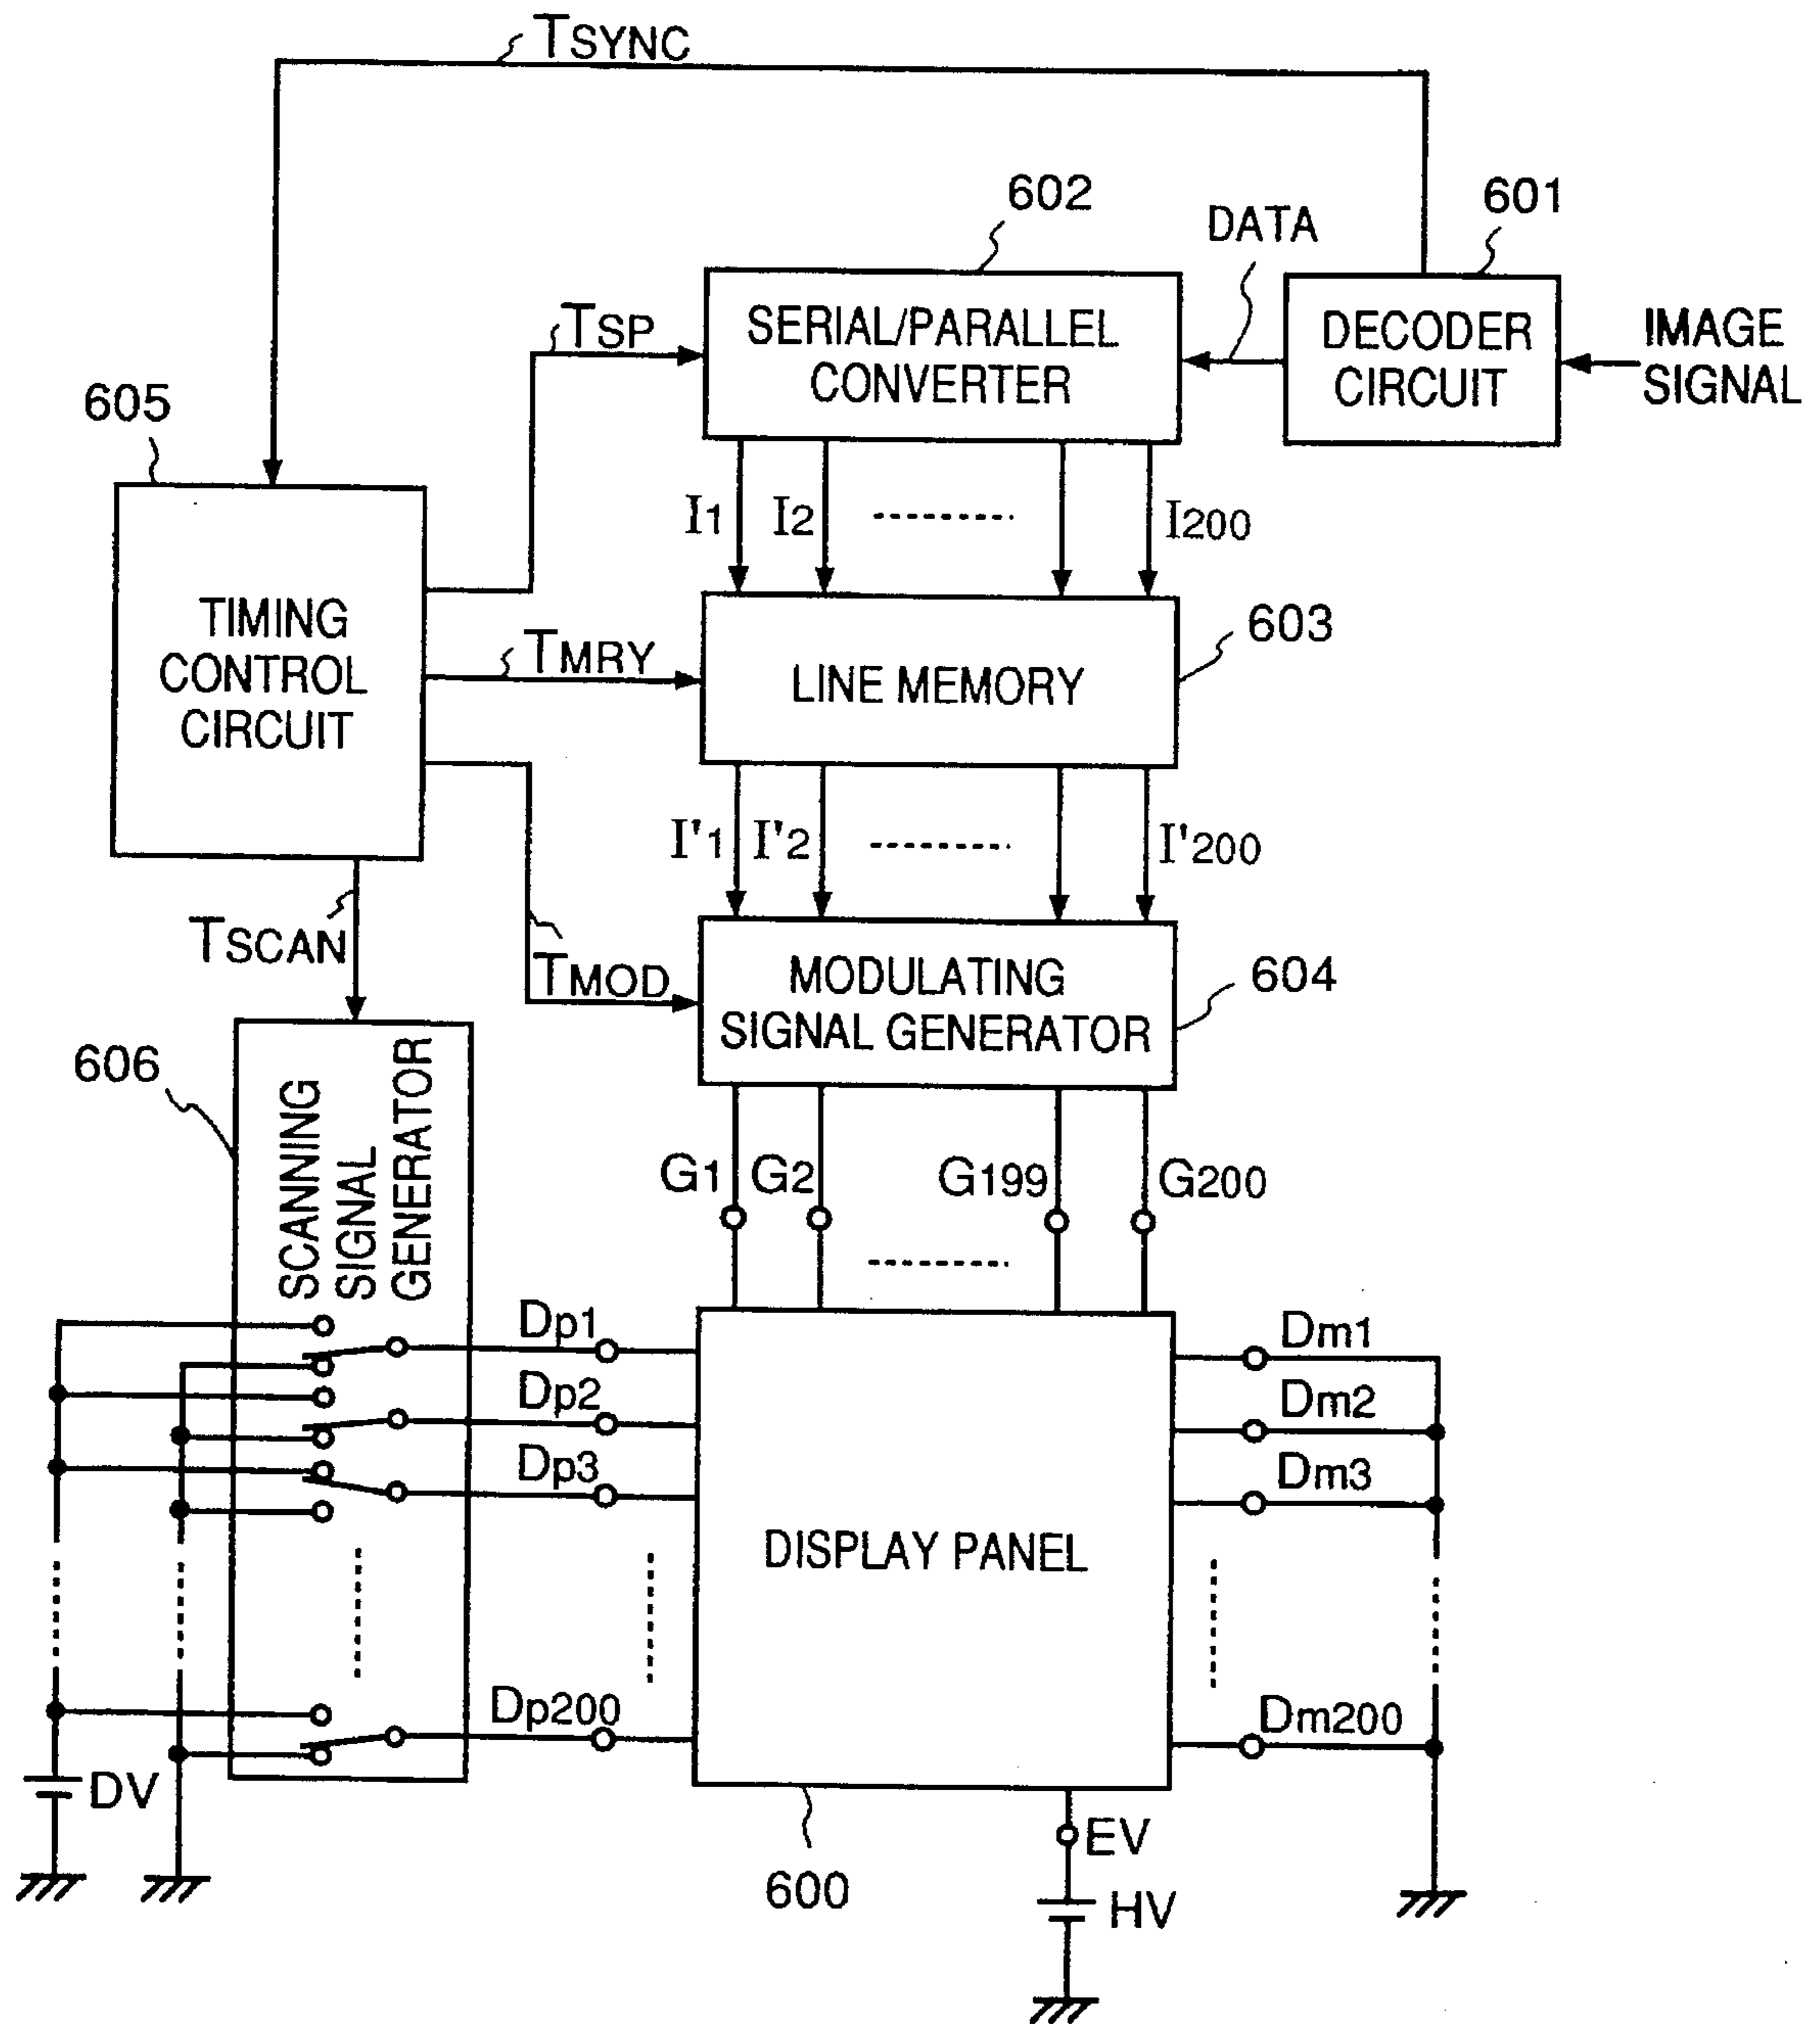 TSYNC
602
DATA
601
TSP
SERIAL/PARALLEL
CONVERTER
DECODER
CIRCUIT
IMAGE
SIGNAL
605
I1 I2 I200
TIMING
CONTROL
CIRCUIT
TMRY
LINE MEMORY
603
I'1 I'2 I'200
TSCAN
TMOD
MODULATING
SIGNAL GENERATOR
604
606
SCANNING
SIGNAL
GENERATOR
G1 G2 G199 G200
Dp1
Dp2
Dp3
Dp200
DISPLAY PANEL
Dm1
Dm2
Dm3
Dm200
DV
600
EV
HV